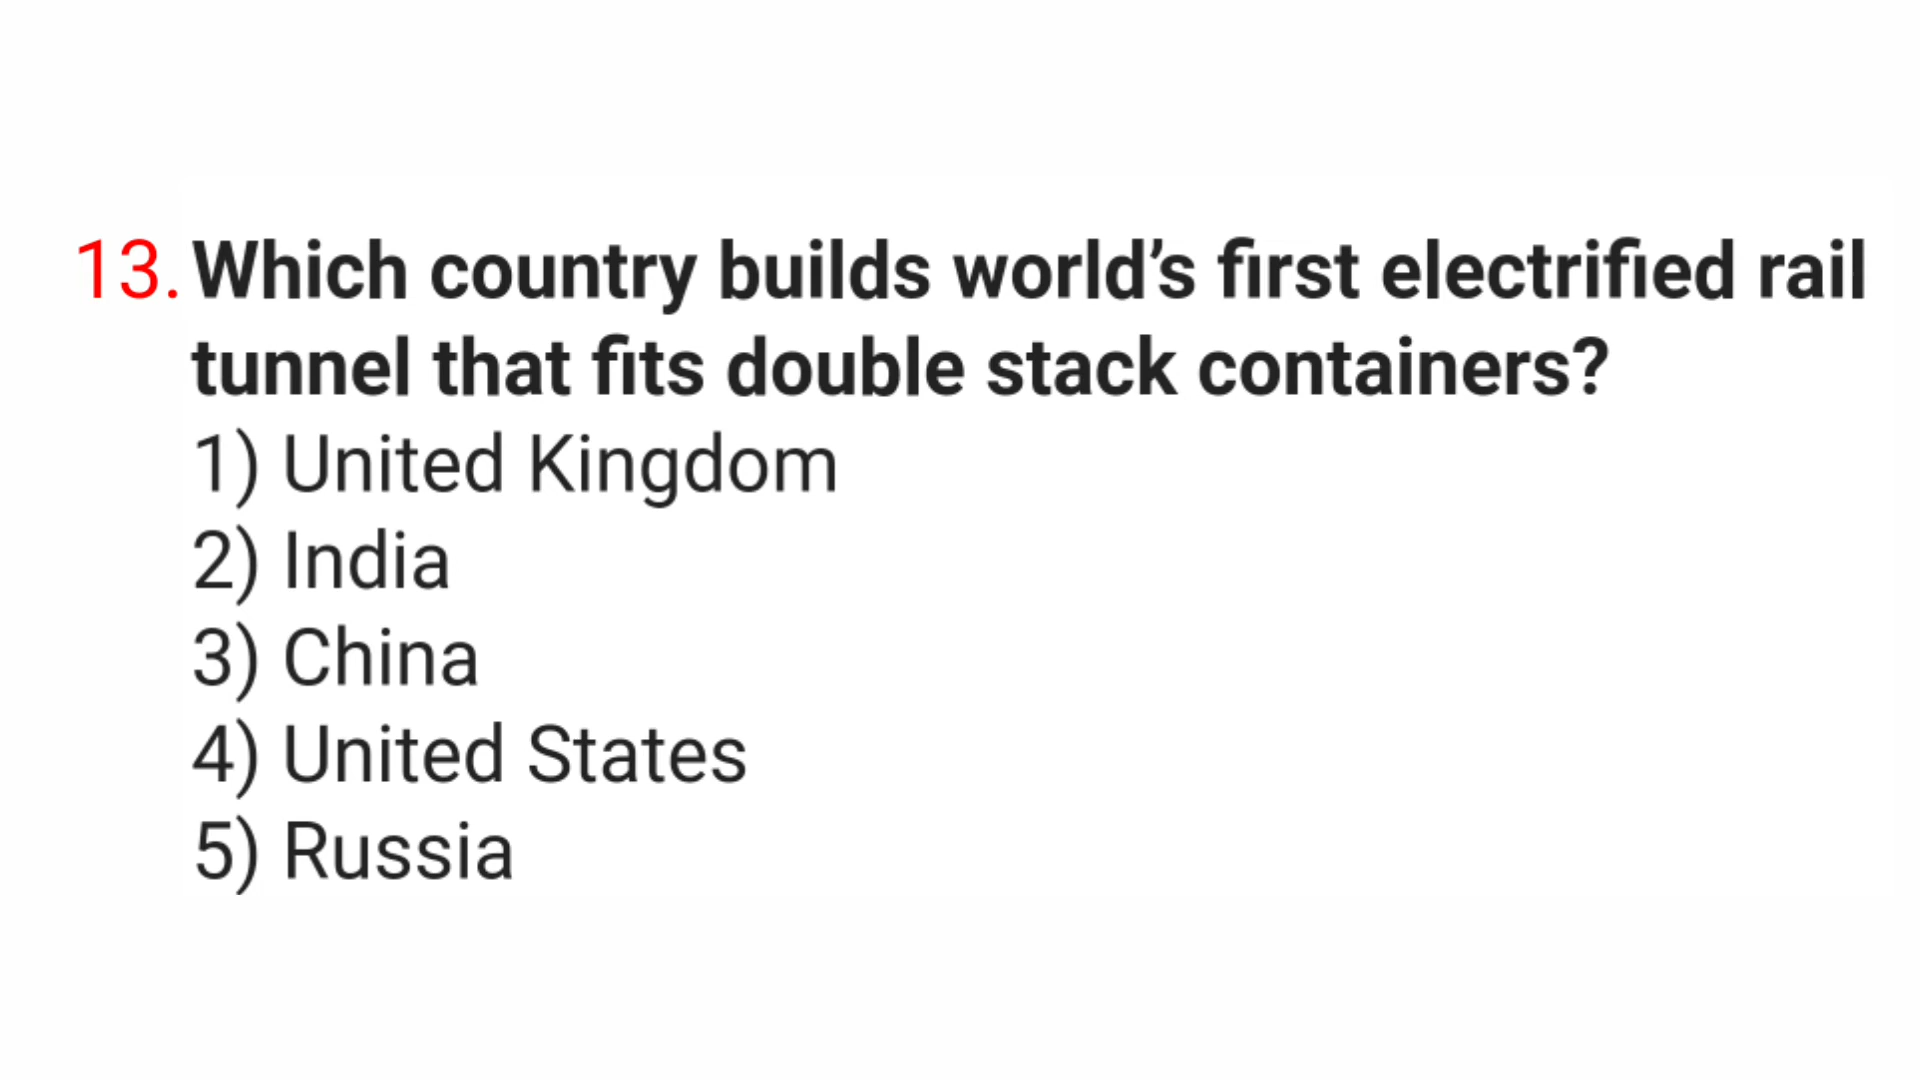 13. Which country builds world’s first electrified rail
tunnel that fits double stack containers?
1) United Kingdom
2) India
3) China
4) United States
5) Russia